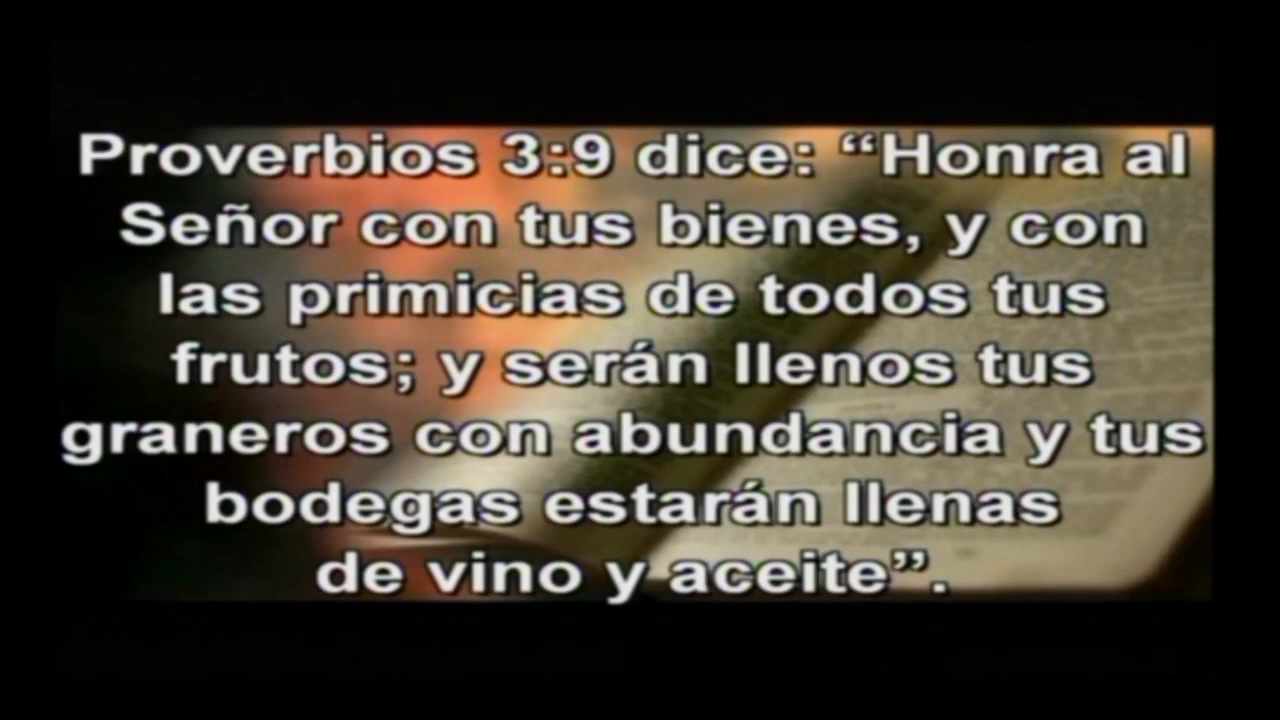 Proverbios 3:9 dice: “Honra al
Señor con tus bienes, y con
las primicias de todos tus
frutos; y serán llenos tus
graneros con abundancia y tus
bodegas estarán llenas
de vino y aceite”.